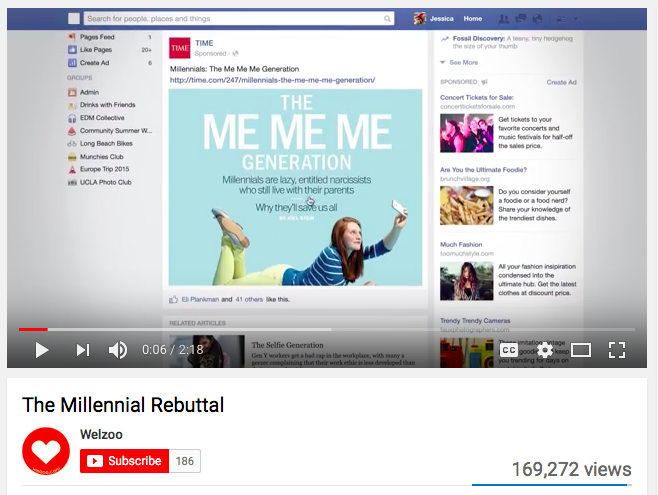 Search for people, places and things
Jessica
Home
Pages Feed 1
Like Pages 20+
Create Ad 6
GROUPS
Admin
Drinks with Friends
EDM Collective
Community Summer W...
Long Beach Bikes
Munchies Club
Europe Trip 2015
UCLA Photo Club
TIME
TIME
Sponsored ·
Millennials: The Me Me Me Generation
http://time.com/247/millennials-the-me-me-me-generation/
THE
ME ME ME
GENERATION
Millennials are lazy, entitled narcissists
who still live with their parents
Why they'll save us all
Eli Plankman and 41 others like this.
RELATED ARTICLES
The Selfie Generation
Gen Y workers get a bad rap in the workplace, with many a
gener complaining that their work ethic is less developed than
Fossil Discovery: A teeny, tiny hedgehog
the size of your thumb
See More
SPONSORED
Create Ad
Concert Tickets for Sale:
concertticketsforsale.com
Get tickets to your
favorite concerts and
music festivals for half-off
the sales price.
Are You the Ultimate Foodie?
brunchvillage.org
Do you consider yourself
a foodie or a food nerd?
Share your knowledge of
the trendiest dishes.
Much Fashion
toomuchstyle.com
All your fashion insipiration
condensed into the
ultimate hub. Get the latest
clothes at discount price.
Trendy Trendy Cameras
fauxphotographers.com
0:06 / 2:18
CC
The Millennial Rebuttal
Welzoo
welzoo.com
Subscribe 186
169,272 views